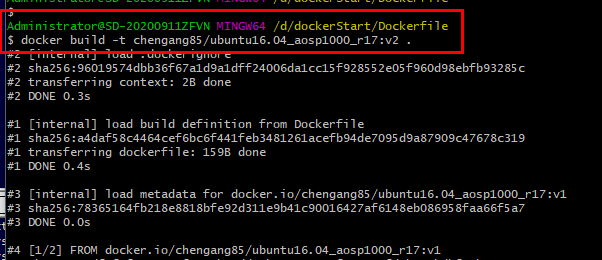 $
Administrator@SD-20200911ZFVN MINGW64 /d/dockerStart/Dockerfile
$ docker build -t chengang85/ubuntu16.04_aosp1000_r17:v2 .
#2 [internal] load .dockerignore
#2 sha256:96019574dbb36f67a1d9a1dff24006da1cc15f928552e05f960d98ebfb93285c
#2 transferring context: 2B done
#2 DONE 0.3s
#1 [internal] load build definition from Dockerfile
#1 sha256:a4daf58c4464cef6bc6f441feb3481261acefb94de7095d9a87909c47678c319
#1 transferring dockerfile: 159B done
#1 DONE 0.4s
#3 [internal] load metadata for docker.io/chengang85/ubuntu16.04_aosp1000_r17:v1
#3 sha256:78365164fb218e8818bfe92d311e9b41c90016427af6148eb086958faa66f5a7
#3 DONE 0.0s
#4 [1/2] FROM docker.io/chengang85/ubuntu16.04_aosp1000_r17:v1